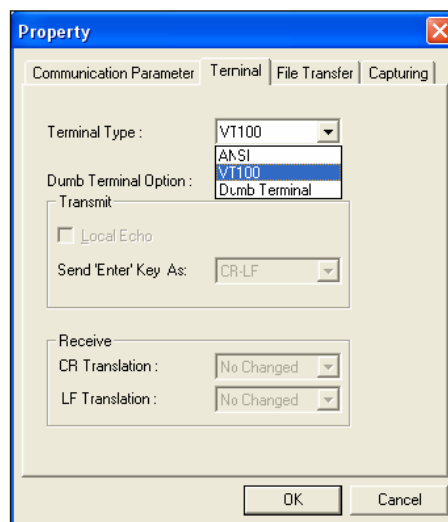 Property
Communication Parameter Terminal File Transfer Capturing
Terminal Type : VT100
ANSI
VT100
Dumb Terminal
Dumb Terminal Option :
Transmit
Local Echo
Send 'Enter' Key As: CR-LF
Receive
CR Translation : No Changed
LF Translation : No Changed
OK Cancel